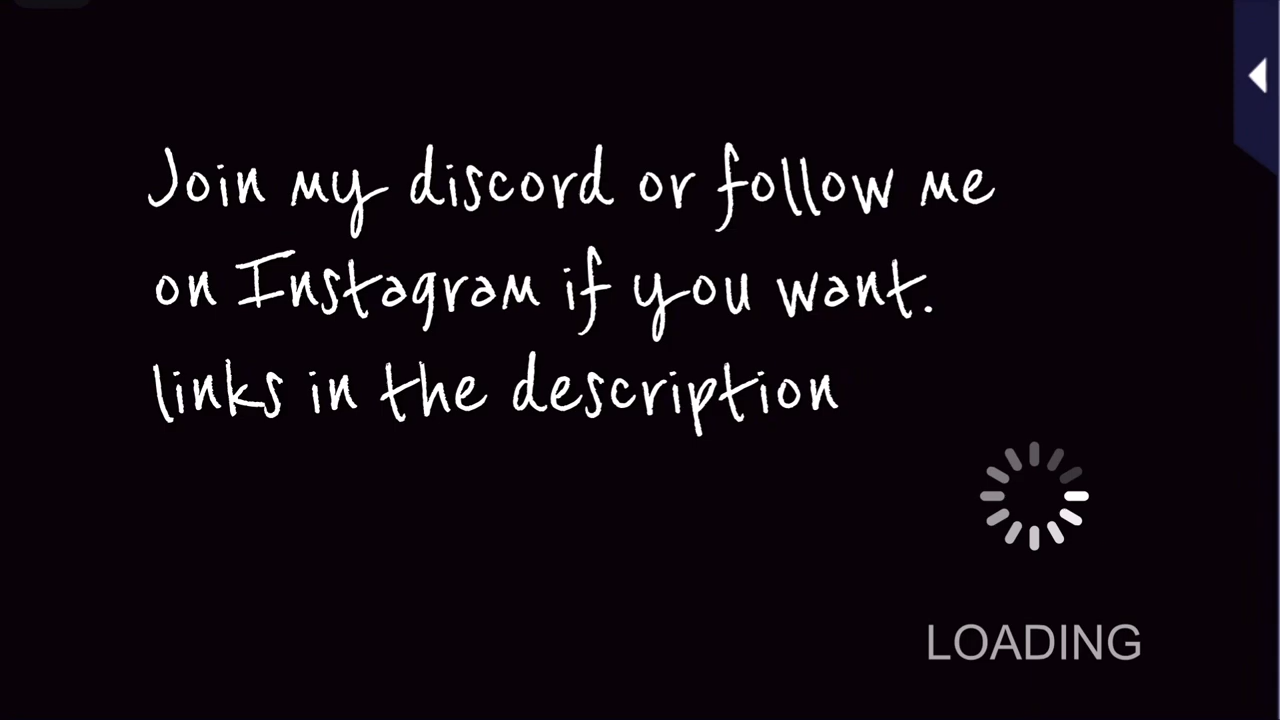 Join my discord or follow me
on Instagram if you want.
links in the description
LOADING